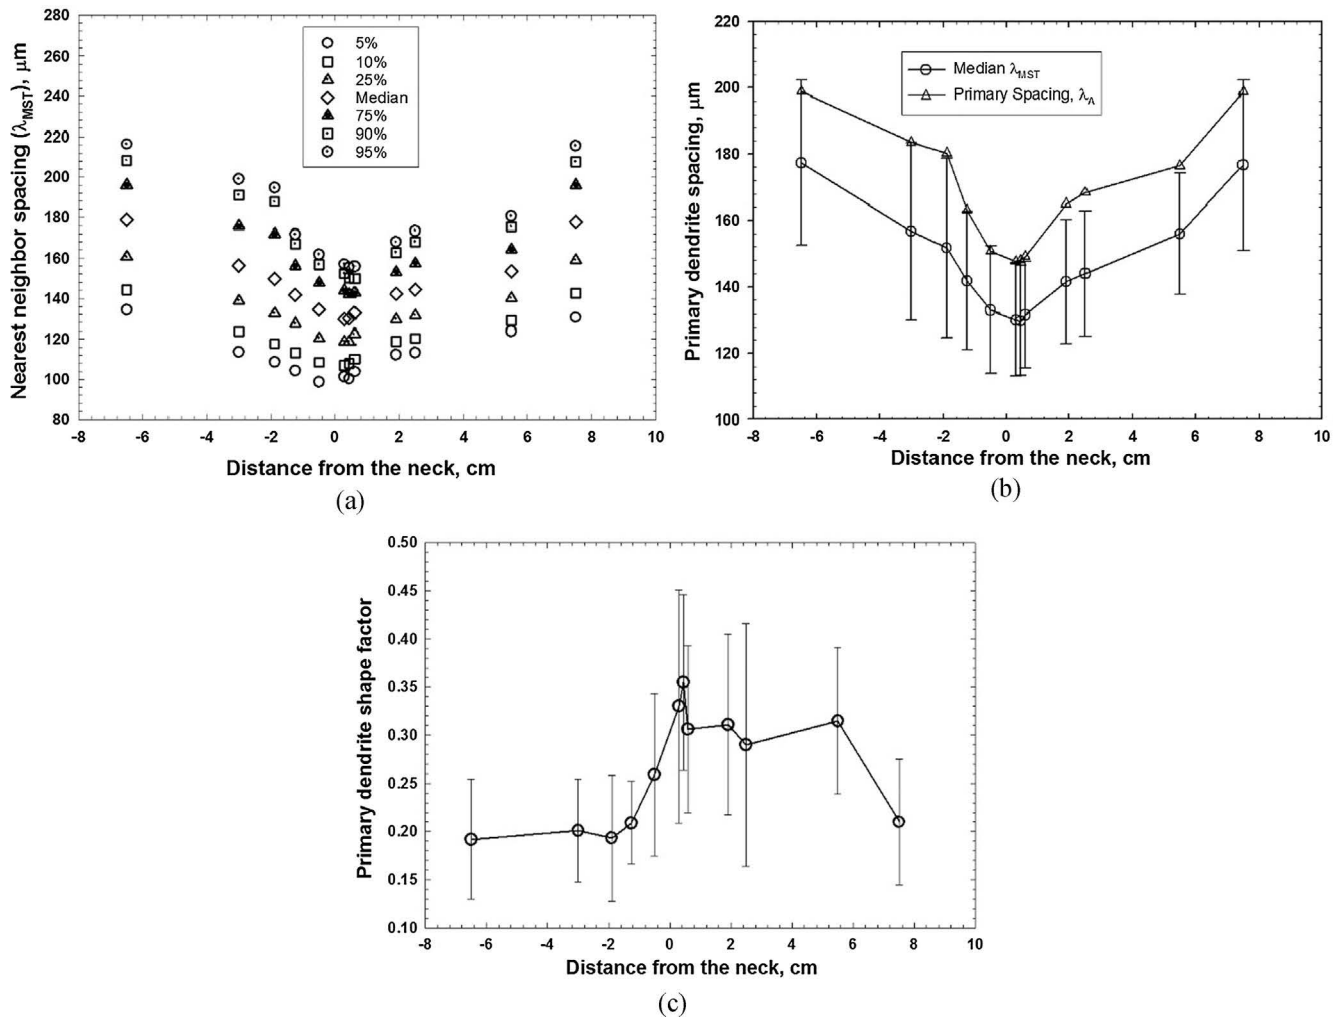 Nearest neighbor spacing (λMST), μm
280
260
240
220
200
180
160
140
120
100
80
5%
10%
25%
Median
75%
90%
95%
-8 -6 -4 -2 0 2 4 6 8 10
Distance from the neck, cm
(a)
Primary dendrite spacing, μm
220
200
180
160
140
120
100
Median λMST
Primary Spacing, λA
-8 -6 -4 -2 0 2 4 6 8 10
Distance from the neck, cm
(b)
Primary dendrite shape factor
0.50
0.45
0.40
0.35
0.30
0.25
0.20
0.15
0.10
-8 -6 -4 -2 0 2 4 6 8 10
Distance from the neck, cm
(c)